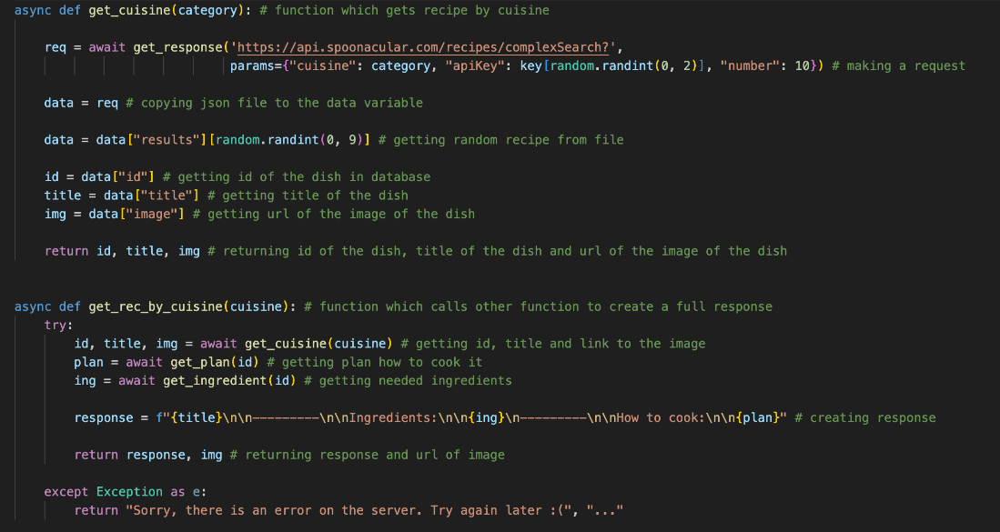 async def get_cuisine(category): # function which gets recipe by cuisine
req = await get_response('https://api.spoonacular.com/recipes/complexSearch?',
params={"cuisine": category, "apiKey": key[random.randint(0, 2)], "number": 10}) # making a request
data = req # copying json file to the data variable
data = data["results"][random.randint(0, 9)] # getting random recipe from file
id = data["id"] # getting id of the dish in database
title = data["title"] # getting title of the dish
img = data["image"] # getting url of the image of the dish
return id, title, img # returning id of the dish, title of the dish and url of the image of the dish
async def get_rec_by_cuisine(cuisine): # function which calls other function to create a full response
try:
id, title, img = await get_cuisine(cuisine) # getting id, title and link to the image
plan = await get_plan(id) # getting plan how to cook it
ing = await get_ingredient(id) # getting needed ingredients
response = f"{title}\n\n---------\n\nIngredients:\n\n{ing}\n---------\n\nHow to cook:\n\n{plan}" # creating response
return response, img # returning response and url of image
except Exception as e:
return "Sorry, there is an error on the server. Try again later :(", "..."